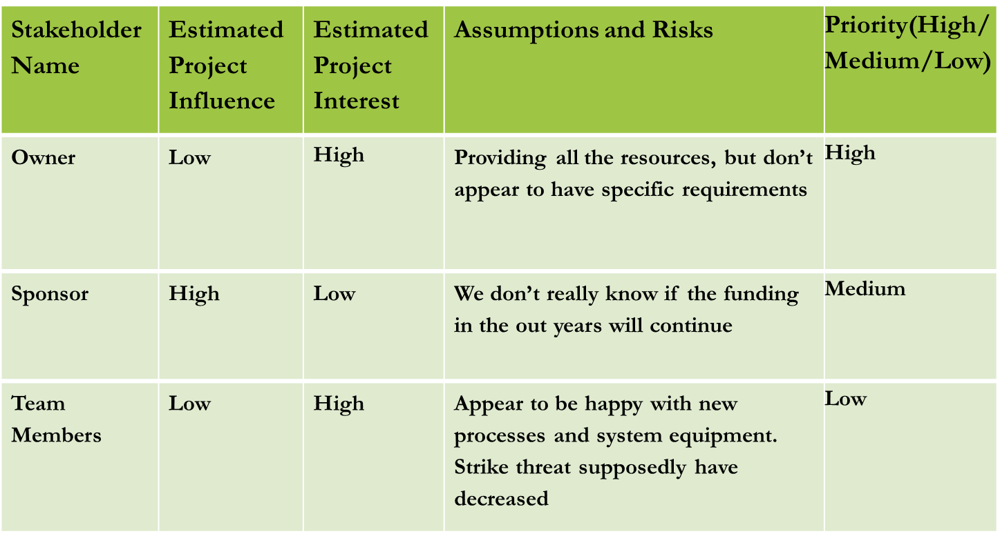 Stakeholder
Name
Estimated
Project
Influence
Estimated
Project
Interest
Assumptions and Risks
Priority(High/
Medium/Low)
Owner
Low
High
Providing all the resources, but don’t
appear to have specific requirements
High
Sponsor
High
Low
We don’t really know if the funding
in the out years will continue
Medium
Team
Members
Low
High
Appear to be happy with new
processes and system equipment.
Strike threat supposedly have
decreased
Low